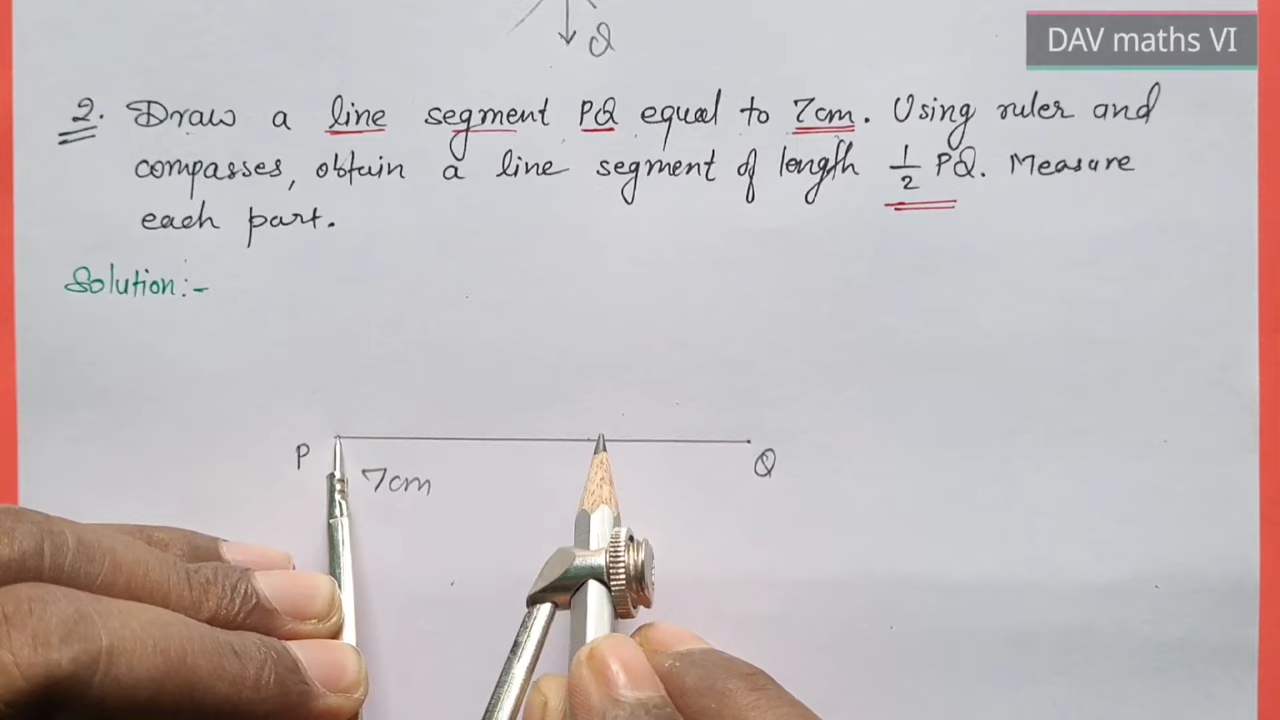 Q
DAV maths VI
2. Draw a line segment PQ equal to 7cm. Using ruler and
compasses, obtain a line segment of length 1/2 PQ. Measure
each part.
Solution:-
P
Q
7cm